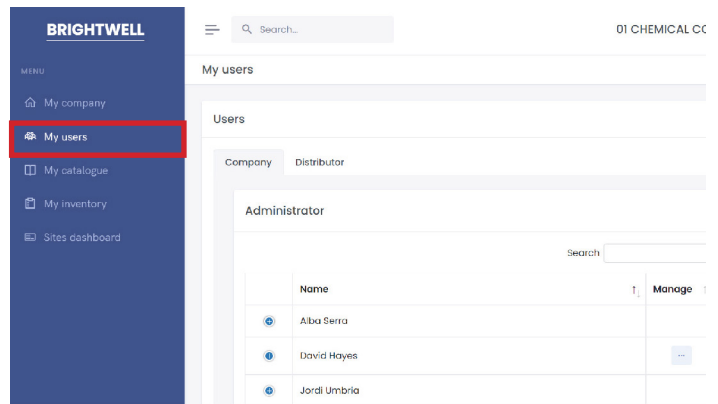 BRIGHTWELL
Search...
01 CHEMICAL CO
MENU
My users
My company
My users
My catalogue
My inventory
Sites dashboard
Users
Company Distributor
Administrator
Search
Name Manage
Alba Serra
David Hayes
...
Jordi Umbria